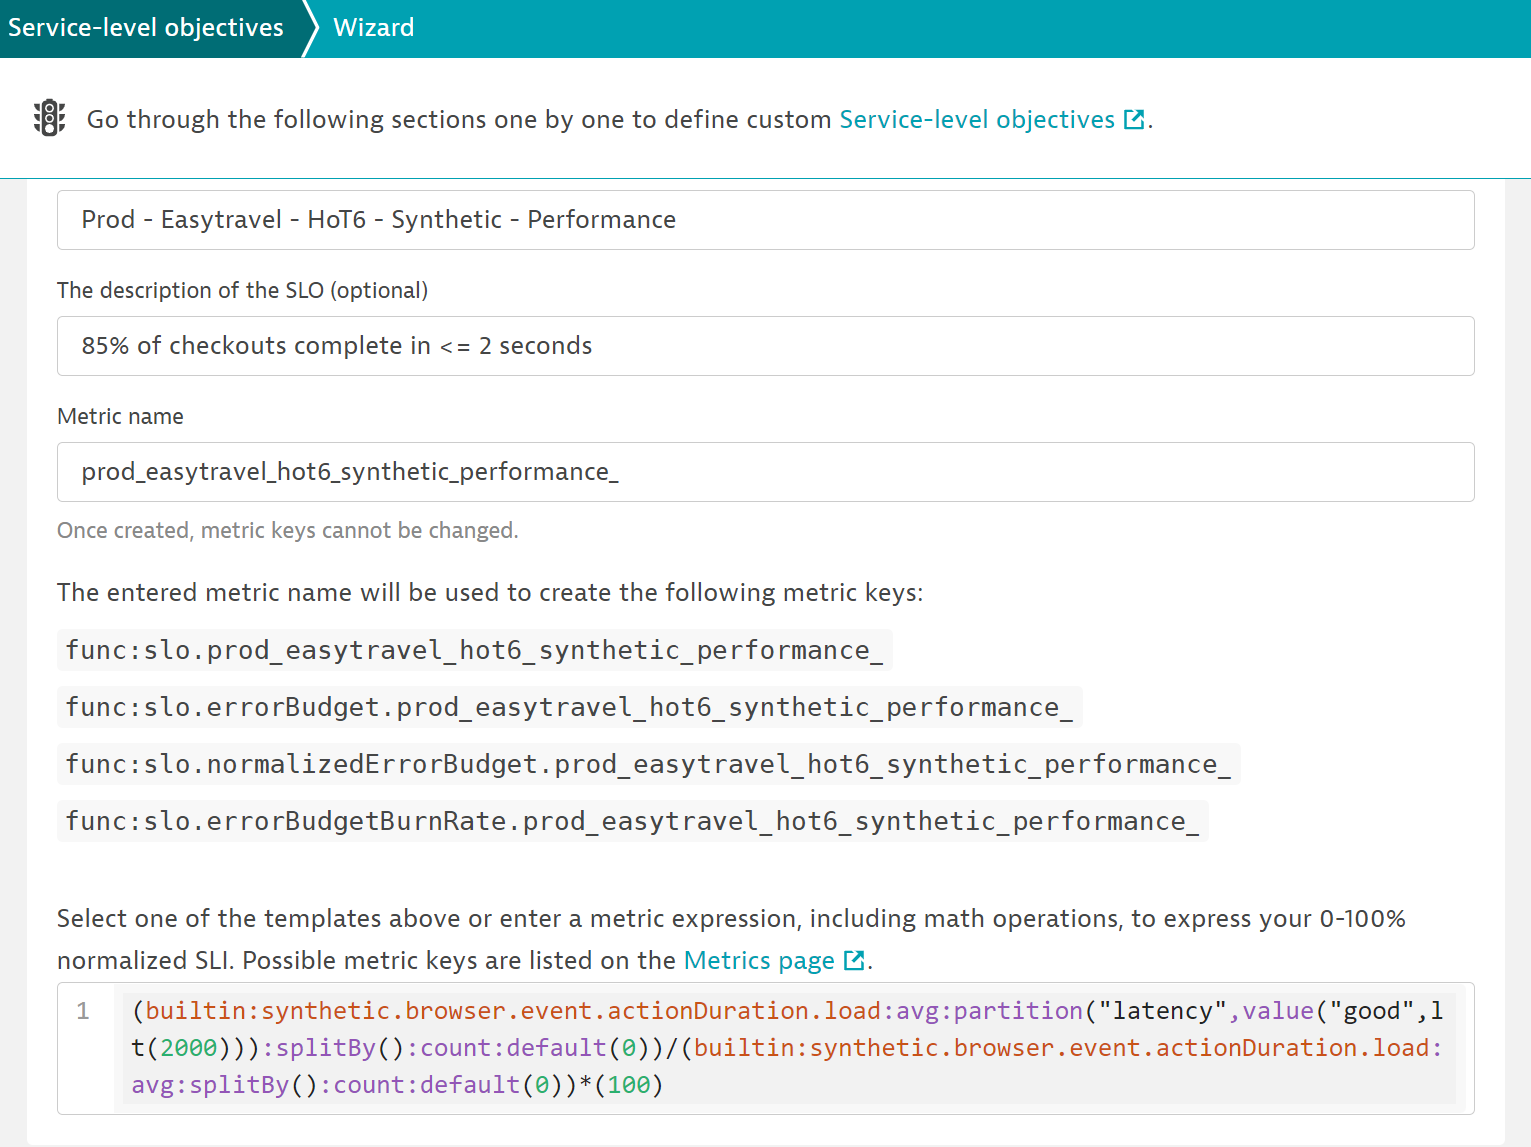 Service-level objectives
Wizard
Go through the following sections one by one to define custom Service-level objectives .
Prod - Easytravel - HoT6 - Synthetic - Performance
The description of the SLO (optional)
85% of checkouts complete in <= 2 seconds
Metric name
prod_easytravel_hot6_synthetic_performance_
Once created, metric keys cannot be changed.
The entered metric name will be used to create the following metric keys:
func:slo.prod_easytravel_hot6_synthetic_performance_
func:slo.errorBudget.prod_easytravel_hot6_synthetic_performance_
func:slo.normalizedErrorBudget.prod_easytravel_hot6_synthetic_performance_
func:slo.errorBudgetBurnRate.prod_easytravel_hot6_synthetic_performance_
Select one of the templates above or enter a metric expression, including math operations, to express your 0-100%
normalized SLI. Possible metric keys are listed on the Metrics page .
1 (builtin:synthetic.browser.event.actionDuration.load:avg:partition("latency",value("good",l
t(2000))):splitBy():count:default(0))/(builtin:synthetic.browser.event.actionDuration.load:
avg:splitBy():count:default(0))*(100)